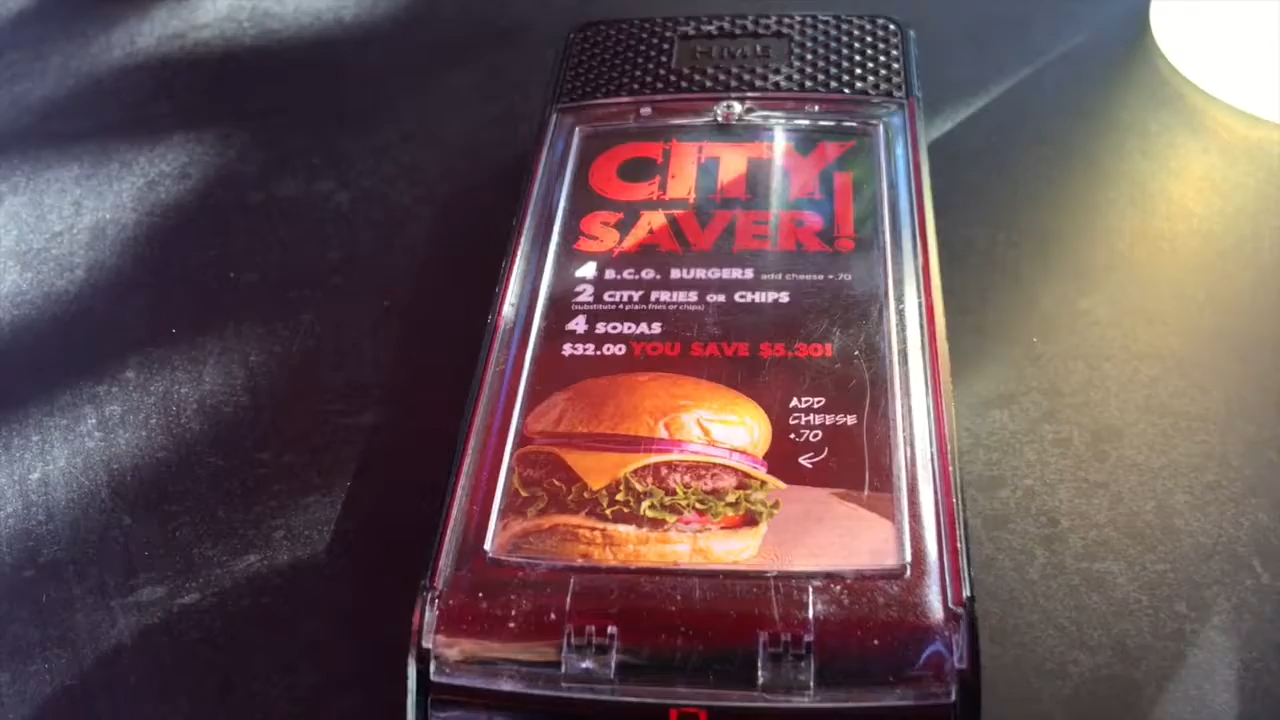 HME
CITY
SAVER!
4 B.C.G. BURGERS add cheese +.70
2 CITY FRIES OR CHIPS
(substitute 4 plain fries or chips)
4 SODAS
$32.00 YOU SAVE $5.30!
ADD
CHEESE
+.70